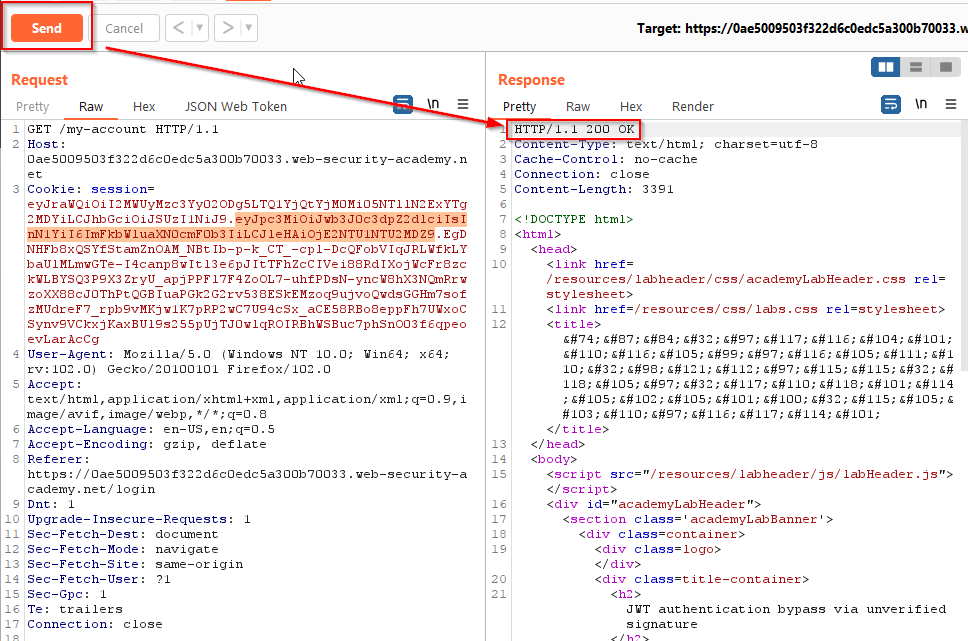 Send
Cancel
<
>
Target: https://0ae5009503f322d6c0edc5a300b70033.w
Request
Response
Pretty Raw Hex JSON Web Token \n
Pretty Raw Hex Render \n
1 GET /my-account HTTP/1.1
2 Host:
0ae5009503f322d6c0edc5a300b70033.web-security-academy.n
et
3 Cookie: session=
4 User-Agent: Mozilla/5.0 (Windows NT 10.0; Win64; x64;
rv:102.0) Gecko/20100101 Firefox/102.0
5 Accept:
text/html,application/xhtml+xml,application/xml;q=0.9,i
mage/avif,image/webp,*/*;q=0.8
6 Accept-Language: en-US,en;q=0.5
7 Accept-Encoding: gzip, deflate
8 Referer:
https://0ae5009503f322d6c0edc5a300b70033.web-security-a
cademy.net/login
9 Dnt: 1
10 Upgrade-Insecure-Requests: 1
11 Sec-Fetch-Dest: document
12 Sec-Fetch-Mode: navigate
13 Sec-Fetch-Site: same-origin
14 Sec-Fetch-User: ?1
15 Sec-Gpc: 1
16 Te: trailers
17 Connection: close
18
1 HTTP/1.1 200 OK
2 Content-Type: text/html; charset=utf-8
3 Cache-Control: no-cache
4 Connection: close
5 Content-Length: 3391
6
7 <!DOCTYPE html>
8 <html>
9 <head>
10 <link href=
/resources/labheader/css/academyLabHeader.css rel=
stylesheet>
11 <link href=/resources/css/labs.css rel=stylesheet>
12 <title>
&#74;&#87;&#84;&#32;&#97;&#117;&#116;&#104;&#101;
&#110;&#116;&#105;&#99;&#97;&#116;&#105;&#111;&#1
10;&#32;&#98;&#121;&#112;&#97;&#115;&#115;&#32;&#
118;&#105;&#97;&#32;&#117;&#110;&#118;&#101;&#114
;&#105;&#102;&#105;&#101;&#100;&#32;&#115;&#105;&
#103;&#110;&#97;&#116;&#117;&#114;&#101;
</title>
13 </head>
14 <body>
15 <script src="/resources/labheader/js/labHeader.js">
</script>
16 <div id="academyLabHeader">
17 <section class='academyLabBanner'>
18 <div class=container>
19 <div class=logo>
</div>
20 <div class=title-container>
21 <h2>
JWT authentication bypass via unverified
signature
</h2>